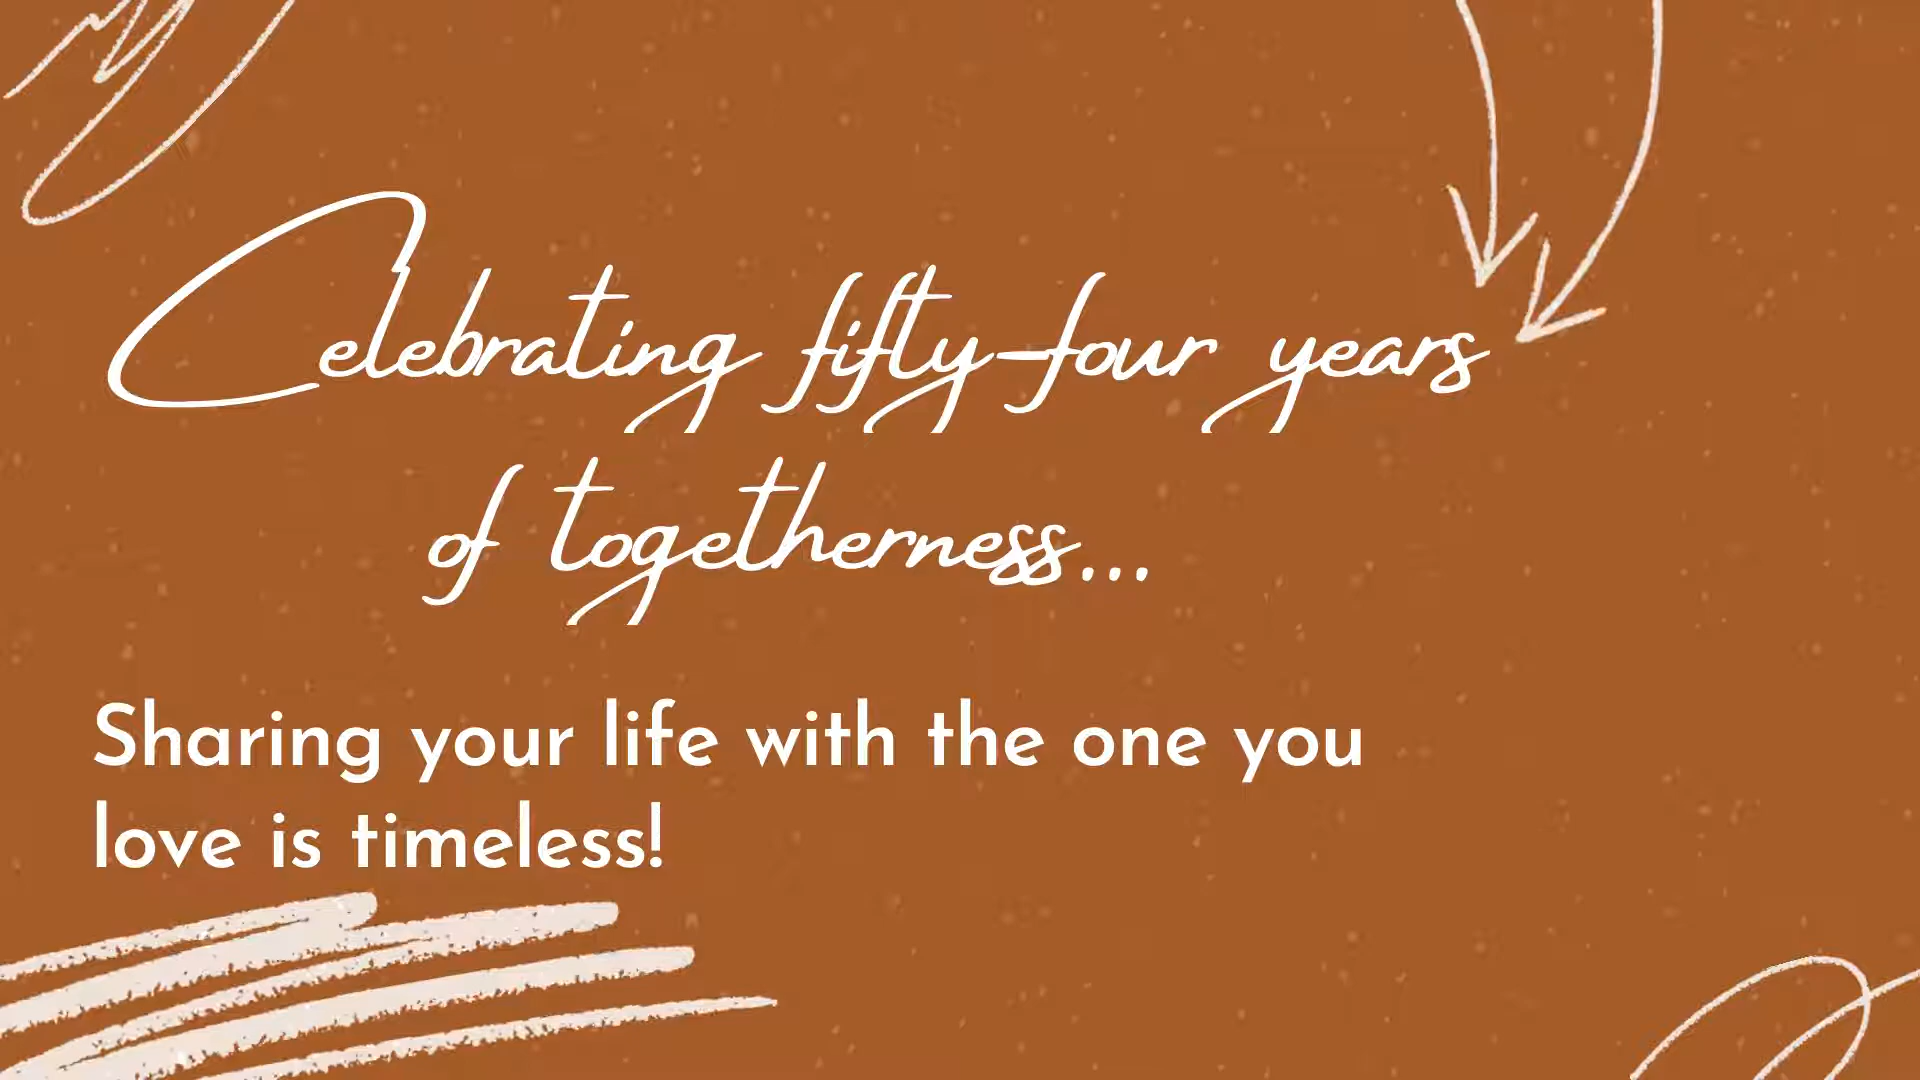 Celebrating fifty-four years
of togetherness...
Sharing your life with the one you
love is timeless!